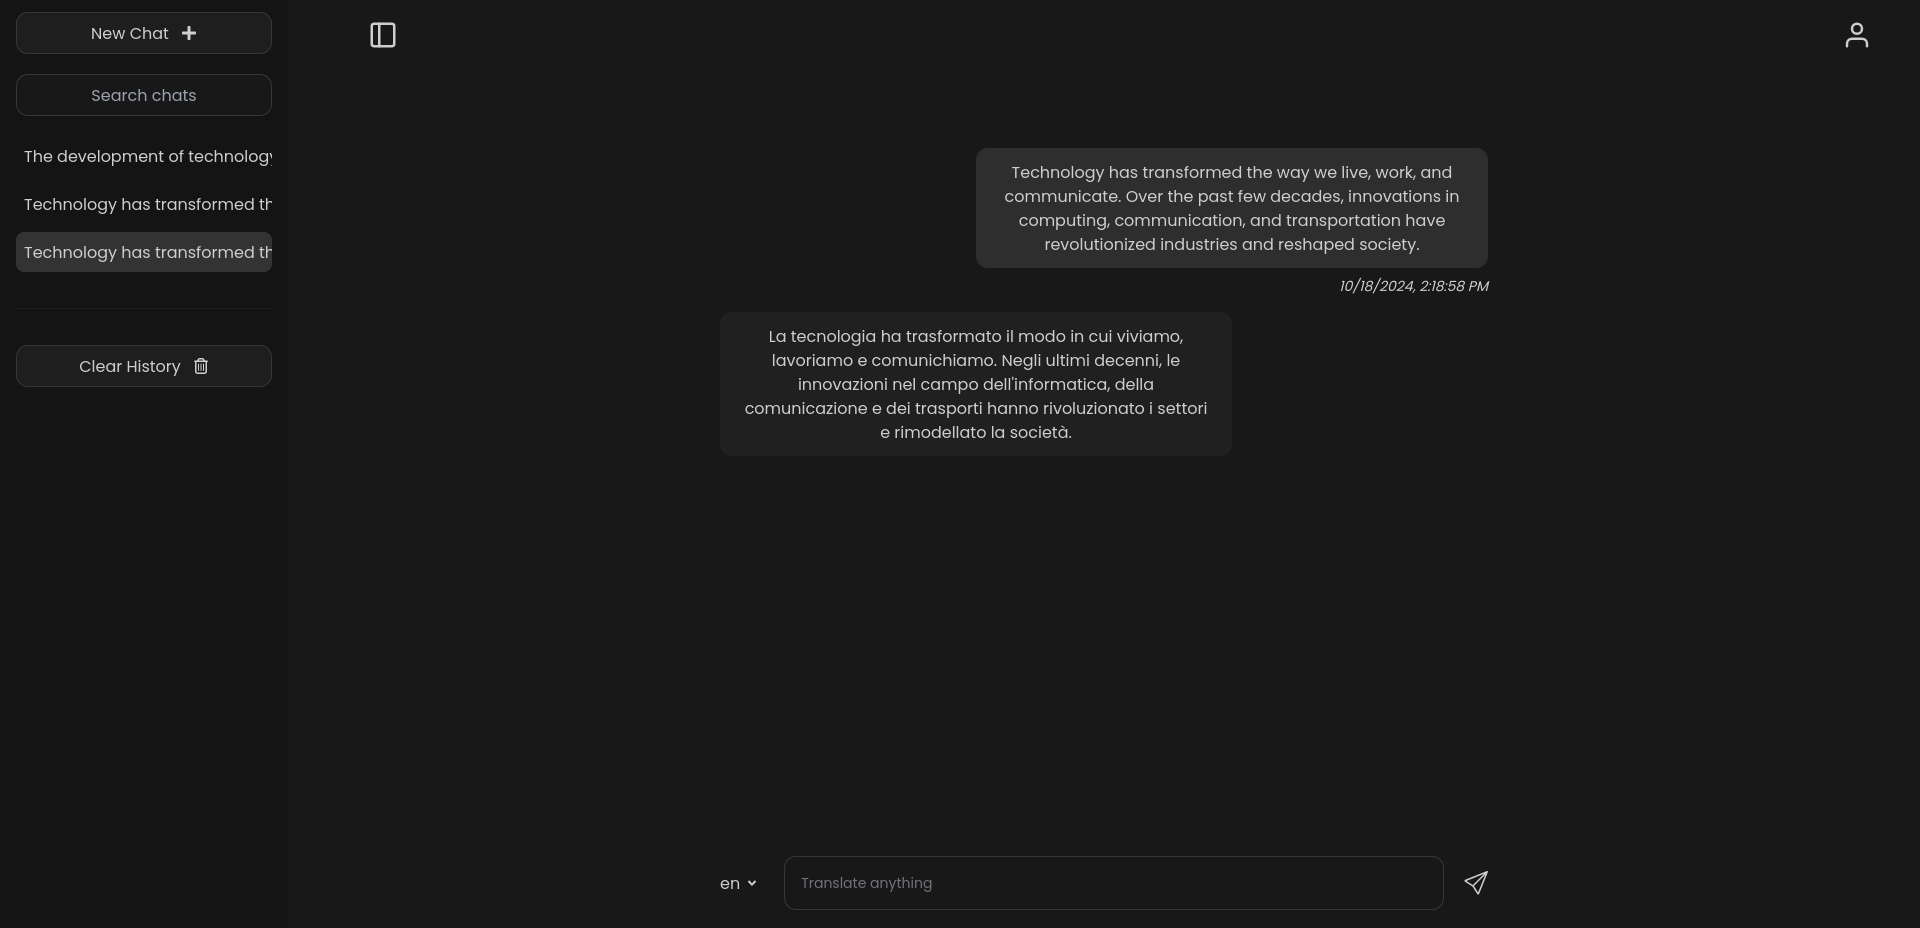 New Chat
Search chats
The development of technology
Technology has transformed th
Technology has transformed th
Clear History
Technology has transformed the way we live, work, and
communicate. Over the past few decades, innovations in
computing, communication, and transportation have
revolutionized industries and reshaped society.
10/18/2024, 2:18:58 PM
La tecnologia ha trasformato il modo in cui viviamo,
lavoriamo e comunichiamo. Negli ultimi decenni, le
innovazioni nel campo dell'informatica, della
comunicazione e dei trasporti hanno rivoluzionato i settori
e rimodellato la società.
en
Translate anything